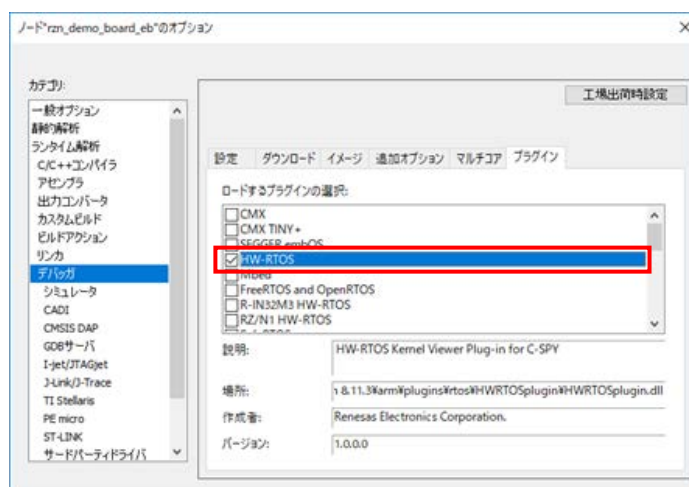 ノード"rzn_demo_board_eb"のオプション
カテゴリ:
一般オプション
静的解析
ランタイム解析
C/C++コンパイラ
アセンブラ
出力コンバータ
カスタムビルド
ビルドアクション
リンカ
デバッガ
シミュレータ
CADI
CMSIS DAP
GDBサーバ
I-jet/JTAGjet
J-Link/J-Trace
TI Stellaris
PE micro
ST-LINK
サードパーティドライバ
工場出荷時設定
設定 ダウンロード イメージ 追加オプション マルチコア プラグイン
ロードするプラグインの選択:
CMX
CMX TINY+
SEGGER embOS
HW-RTOS
Mbed
FreeRTOS and OpenRTOS
R-IN32M3 HW-RTOS
RZ/N1 HW-RTOS
説明: HW-RTOS Kernel Viewer Plug-in for C-SPY
場所: 8.11.3¥arm¥plugins¥rtos¥HWRTOSplugin¥HWRTOSplugin.dll
作成者: Renesas Electronics Corporation.
バージョン: 1.0.0.0